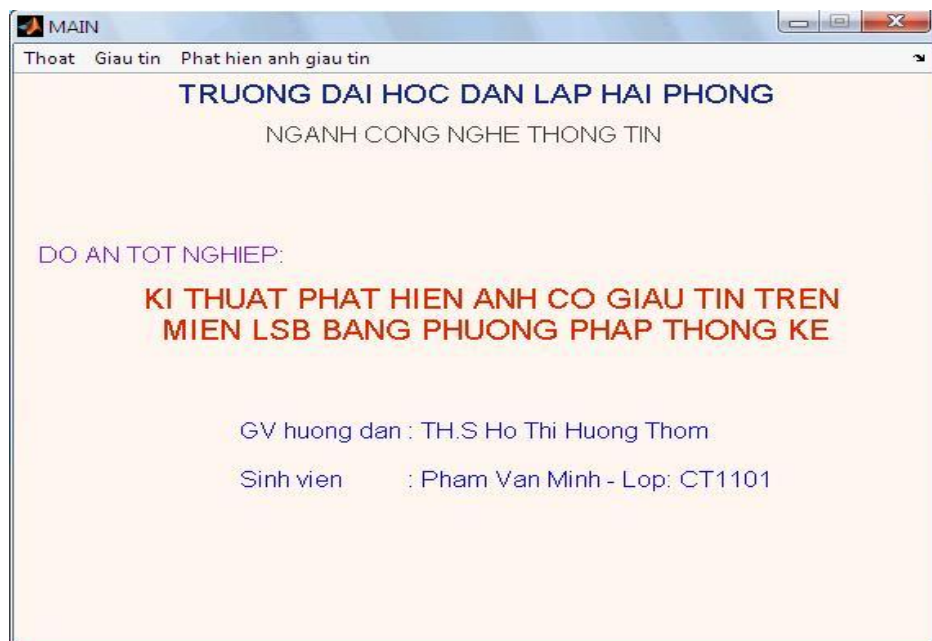 MAIN
Thoat Giau tin Phat hien anh giau tin
TRUONG DAI HOC DAN LAP HAI PHONG
NGANH CONG NGHE THONG TIN
DO AN TOT NGHIEP:
KI THUAT PHAT HIEN ANH CO GIAU TIN TREN
MIEN LSB BANG PHUONG PHAP THONG KE
GV huong dan : TH.S Ho Thi Huong Thom
Sinh vien : Pham Van Minh - Lop: CT1101